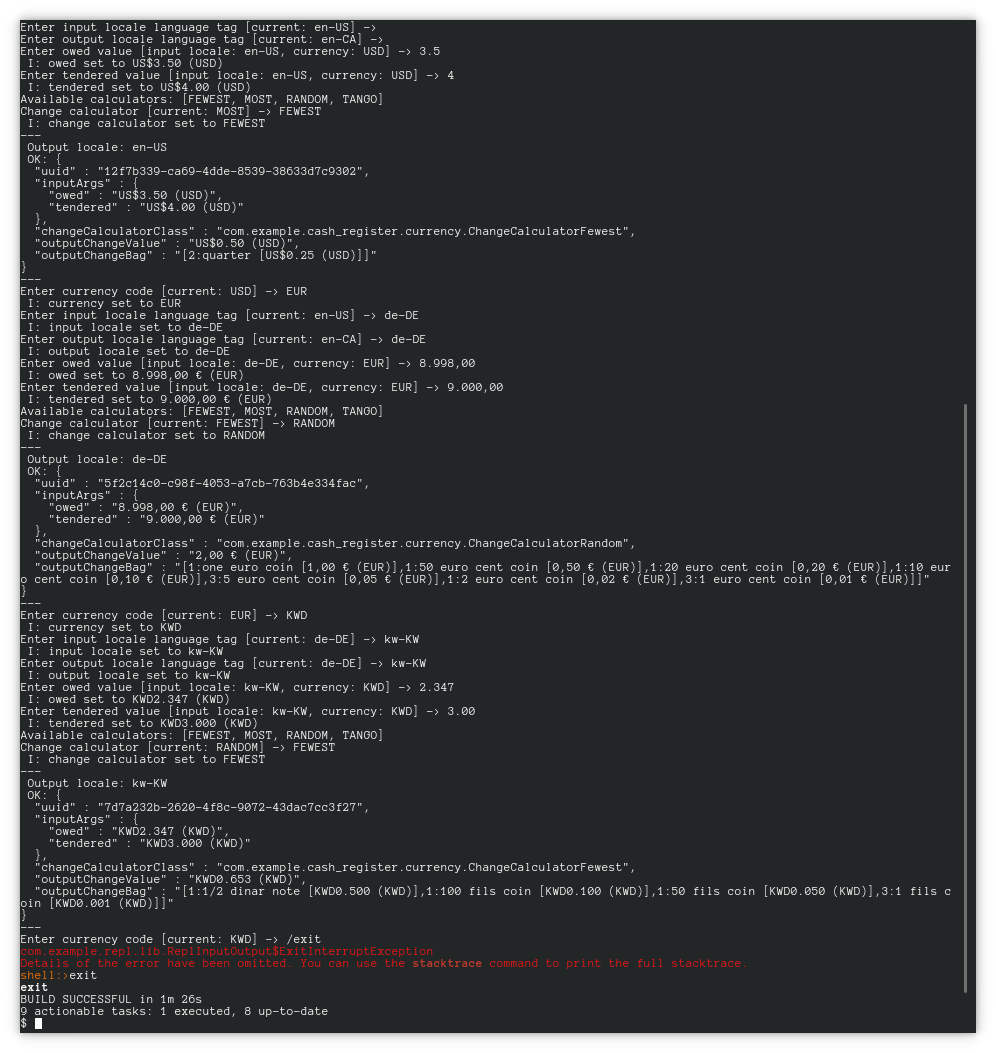 Enter input locale language tag [current: en-US] ->
Enter output locale language tag [current: en-CA] ->
Enter owed value [input locale: en-US, currency: USD] -> 3.5
 I: owed set to US$3.50 (USD)
Enter tendered value [input locale: en-US, currency: USD] -> 4
 I: tendered set to US$4.00 (USD)
Available calculators: [FEWEST, MOST, RANDOM, TANGO]
Change calculator [current: MOST] -> FEWEST
 I: change calculator set to FEWEST
---
 Output locale: en-US
 OK: {
  "uuid" : "12f7b339-ca69-4dde-8539-38633d7c9302",
  "inputArgs" : {
    "owed" : "US$3.50 (USD)",
    "tendered" : "US$4.00 (USD)"
  },
  "changeCalculatorClass" : "com.example.cash_register.currency.ChangeCalculatorFewest",
  "outputChangeValue" : "US$0.50 (USD)",
  "outputChangeBag" : "[2:quarter [US$0.25 (USD)]]"
}
---
Enter currency code [current: USD] -> EUR
 I: currency set to EUR
Enter input locale language tag [current: en-US] -> de-DE
 I: input locale set to de-DE
Enter output locale language tag [current: en-CA] -> de-DE
 I: output locale set to de-DE
Enter owed value [input locale: de-DE, currency: EUR] -> 8.998,00
 I: owed set to 8.998,00 € (EUR)
Enter tendered value [input locale: de-DE, currency: EUR] -> 9.000,00
 I: tendered set to 9.000,00 € (EUR)
Available calculators: [FEWEST, MOST, RANDOM, TANGO]
Change calculator [current: FEWEST] -> RANDOM
 I: change calculator set to RANDOM
---
 Output locale: de-DE
 OK: {
  "uuid" : "5f2c14c0-c98f-4053-a7cb-763b4e334fac",
  "inputArgs" : {
    "owed" : "8.998,00 € (EUR)",
    "tendered" : "9.000,00 € (EUR)"
  },
  "changeCalculatorClass" : "com.example.cash_register.currency.ChangeCalculatorRandom",
  "outputChangeValue" : "2,00 € (EUR)",
  "outputChangeBag" : "[1:one euro coin [1,00 € (EUR)],1:50 euro cent coin [0,50 € (EUR)],1:20 euro cent coin [0,20 € (EUR)],1:10 eur
o cent coin [0,10 € (EUR)],3:5 euro cent coin [0,05 € (EUR)],1:2 euro cent coin [0,02 € (EUR)],3:1 euro cent coin [0,01 € (EUR)]]"
}
---
Enter currency code [current: EUR] -> KWD
 I: currency set to KWD
Enter input locale language tag [current: de-DE] -> kw-KW
 I: input locale set to kw-KW
Enter output locale language tag [current: de-DE] -> kw-KW
 I: output locale set to kw-KW
Enter owed value [input locale: kw-KW, currency: KWD] -> 2.347
 I: owed set to KWD2.347 (KWD)
Enter tendered value [input locale: kw-KW, currency: KWD] -> 3.00
 I: tendered set to KWD3.000 (KWD)
Available calculators: [FEWEST, MOST, RANDOM, TANGO]
Change calculator [current: RANDOM] -> FEWEST
 I: change calculator set to FEWEST
---
 Output locale: kw-KW
 OK: {
  "uuid" : "7d7a232b-2620-4f8c-9072-43dac7cc3f27",
  "inputArgs" : {
    "owed" : "KWD2.347 (KWD)",
    "tendered" : "KWD3.000 (KWD)"
  },
  "changeCalculatorClass" : "com.example.cash_register.currency.ChangeCalculatorFewest",
  "outputChangeValue" : "KWD0.653 (KWD)",
  "outputChangeBag" : "[1:1/2 dinar note [KWD0.500 (KWD)],1:100 fils coin [KWD0.100 (KWD)],1:50 fils coin [KWD0.050 (KWD)],3:1 fils c
oin [KWD0.001 (KWD)]]"
}
---
Enter currency code [current: KWD] -> /exit
com.example.repl.lib.ReplInputOutput$ExitInterruptException
Details of the error have been omitted. You can use the stacktrace command to print the full stacktrace.
shell:>exit
exit
BUILD SUCCESSFUL in 1m 26s
9 actionable tasks: 1 executed, 8 up-to-date
$